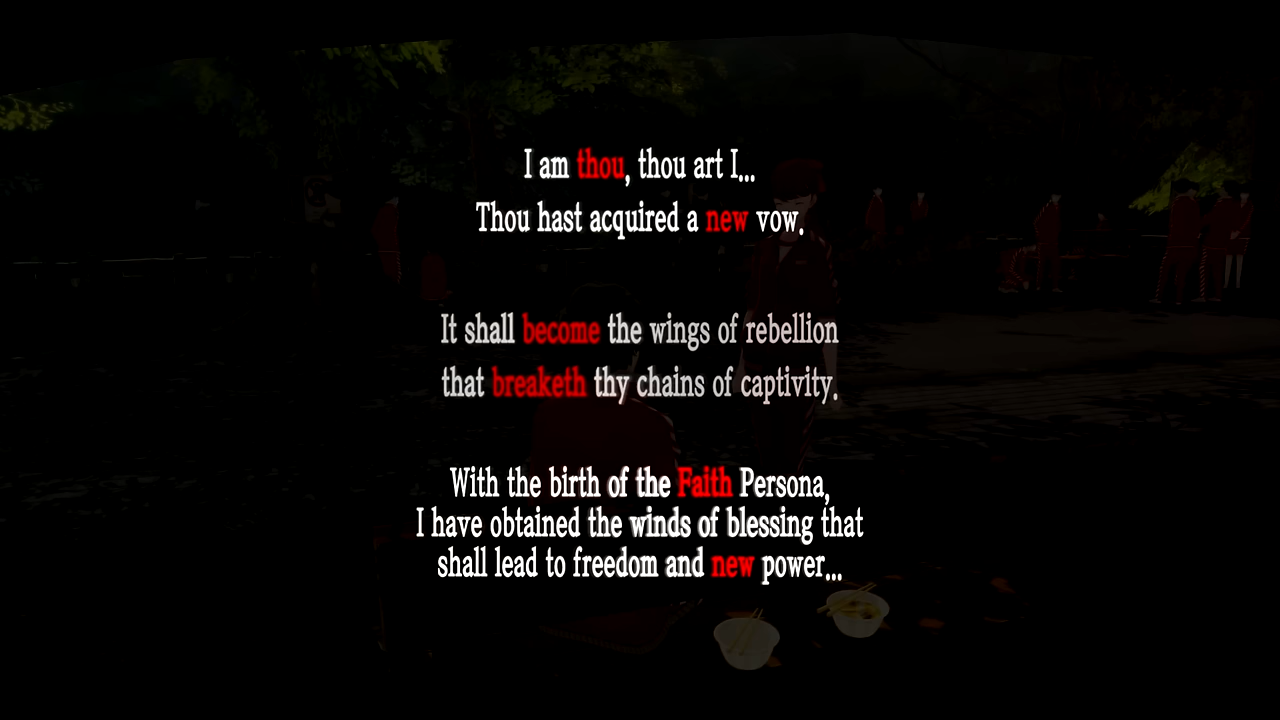 I am thou, thou art I...
Thou hast acquired a new vow.
It shall become the wings of rebellion
that breaketh thy chains of captivity.
With the birth of the Faith Persona,
I have obtained the winds of blessing that
shall lead to freedom and new power...